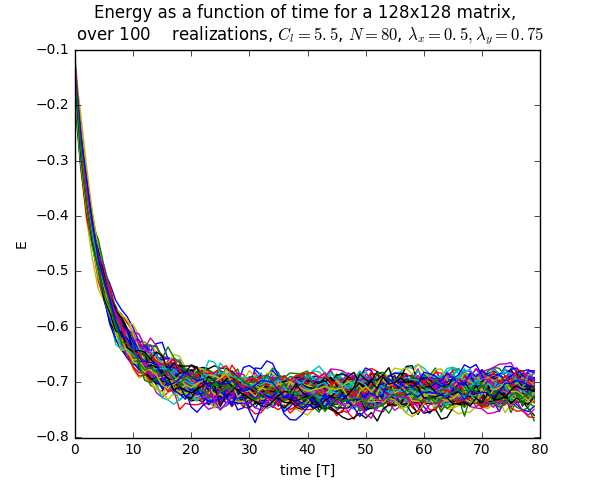 Energy as a function of time for a 128x128 matrix,
over 100    realizations, C_l = 5.5, N = 80, λ_x = 0.5, λ_y = 0.75
−0.1
−0.2
−0.3
−0.4
−0.5
−0.6
−0.7
−0.8
E
0 10 20 30 40 50 60 70 80
time [T]